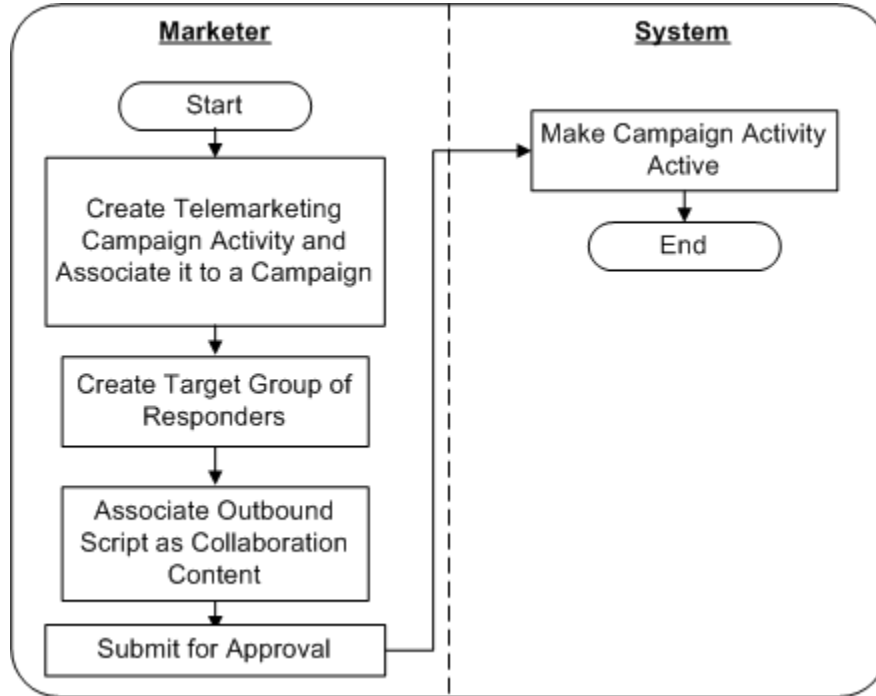 Marketer
Start
Create Telemarketing
Campaign Activity and
Associate it to a Campaign
Create Target Group of
Responders
Associate Outbound
Script as Collaboration
Content
Submit for Approval
System
Make Campaign Activity
Active
End